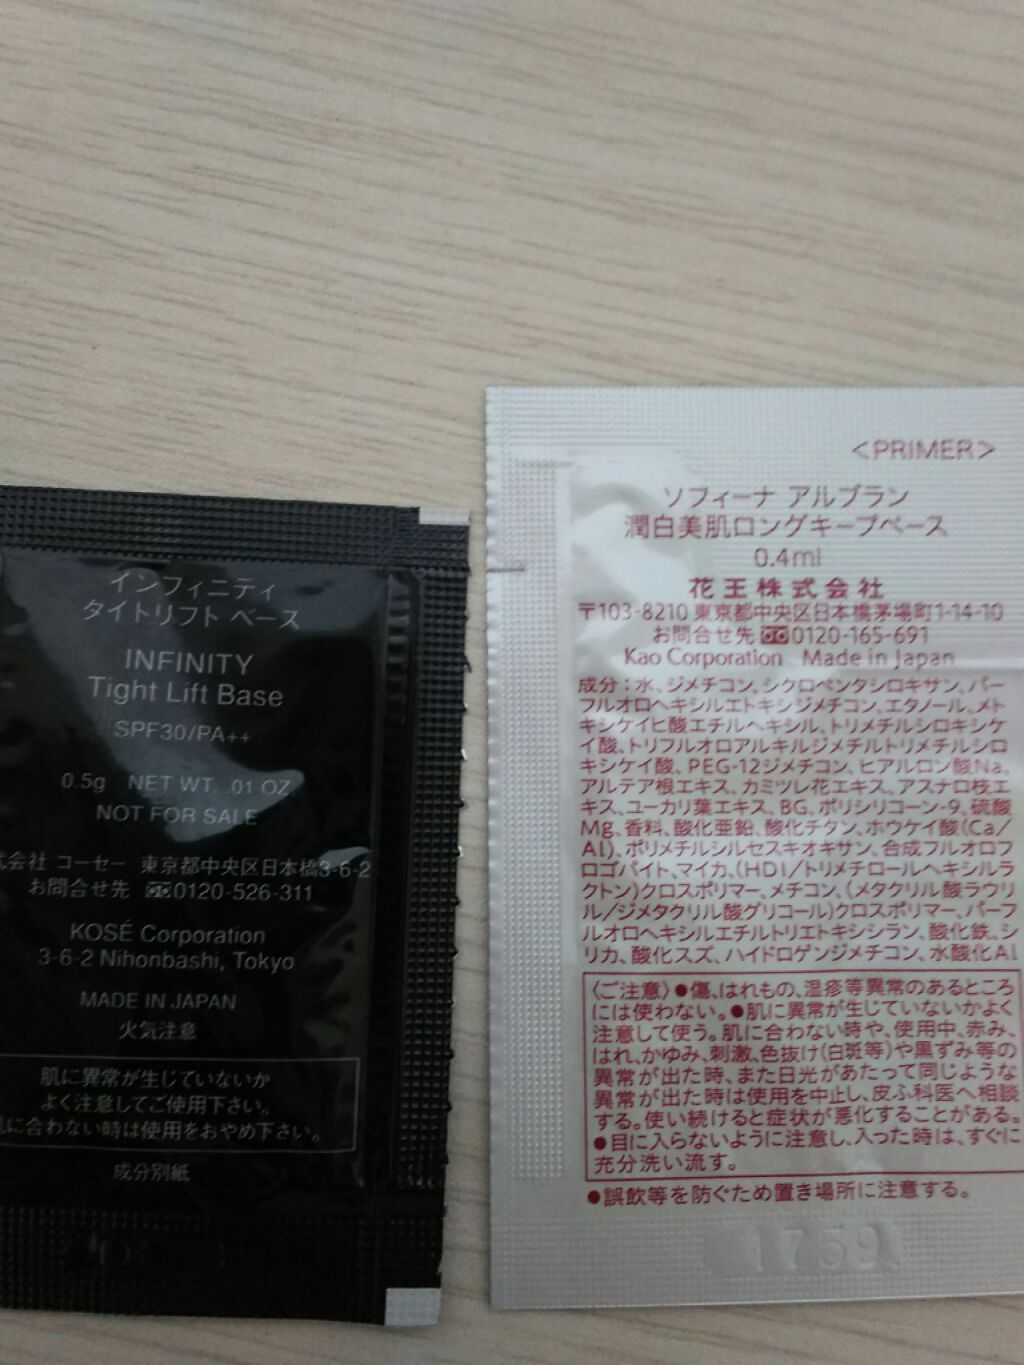 インフィニティ
タイトリフト ベース
INFINITY
Tight Lift Base
SPF30/PA++
0.5g NET WT. .01 OZ
NOT FOR SALE
式会社 コーセー 東京都中央区日本橋3-6-2
お問合せ先 0120-526-311
KOSÉ Corporation
3-6-2 Nihonbashi, Tokyo
MADE IN JAPAN
火気注意
肌に異常が生じていないか
よく注意してご使用下さい。
に合わない時は使用をおやめ下さい。
成分別紙
<PRIMER>
ソフィーナ アルブラン
潤白美肌ロングキープベース
0.4ml
花王株式会社
〒103-8210 東京都中央区日本橋茅場町1-14-10
お問合せ先 0120-165-691
Kao Corporation Made in Japan
成分：水、ジメチコン、シクロペンタシロキサン、パー
フルオロヘキシルエトキシジメチコン、エタノール、メト
キシケイヒ酸エチルヘキシル、トリメチルシロキシケ
イ酸、トリフルオロアルキルジメチルトリメチルシロ
キシケイ酸、PEG-12ジメチコン、ヒアルロン酸Na、
アルテア根エキス、カミツレ花エキス、アスナロ枝エ
キス、ユーカリ葉エキス、BG、ポリシリコーン-9、硫酸
Mg、香料、酸化亜鉛、酸化チタン、ホウケイ酸(Ca/
Al)、ポリメチルシルセスキオキサン、合成フルオロフ
ロゴパイト、マイカ、(HDI/トリメチロールヘキシルラ
クトン)クロスポリマー、メチコン、(メタクリル酸ラウリ
ル/ジメタクリル酸グリコール)クロスポリマー、パーフ
ルオロヘキシルエチルトリエトキシシラン、酸化鉄、シ
リカ、酸化スズ、ハイドロゲンジメチコン、水酸化Al
〈ご注意〉●傷、はれもの、湿疹等異常のあるところ
には使わない。●肌に異常が生じていないかよく
注意して使う。肌に合わない時や、使用中、赤み、
はれ、かゆみ、刺激、色抜け(白斑等)や黒ずみ等の
異常が出た時、また日光があたって同じような
異常が出た時は使用を中止し、皮ふ科医へ相談
する。使い続けると症状が悪化することがある。
●目に入らないように注意し、入った時は、すぐに
充分洗い流す。
●誤飲等を防ぐため置き場所に注意する。
1759